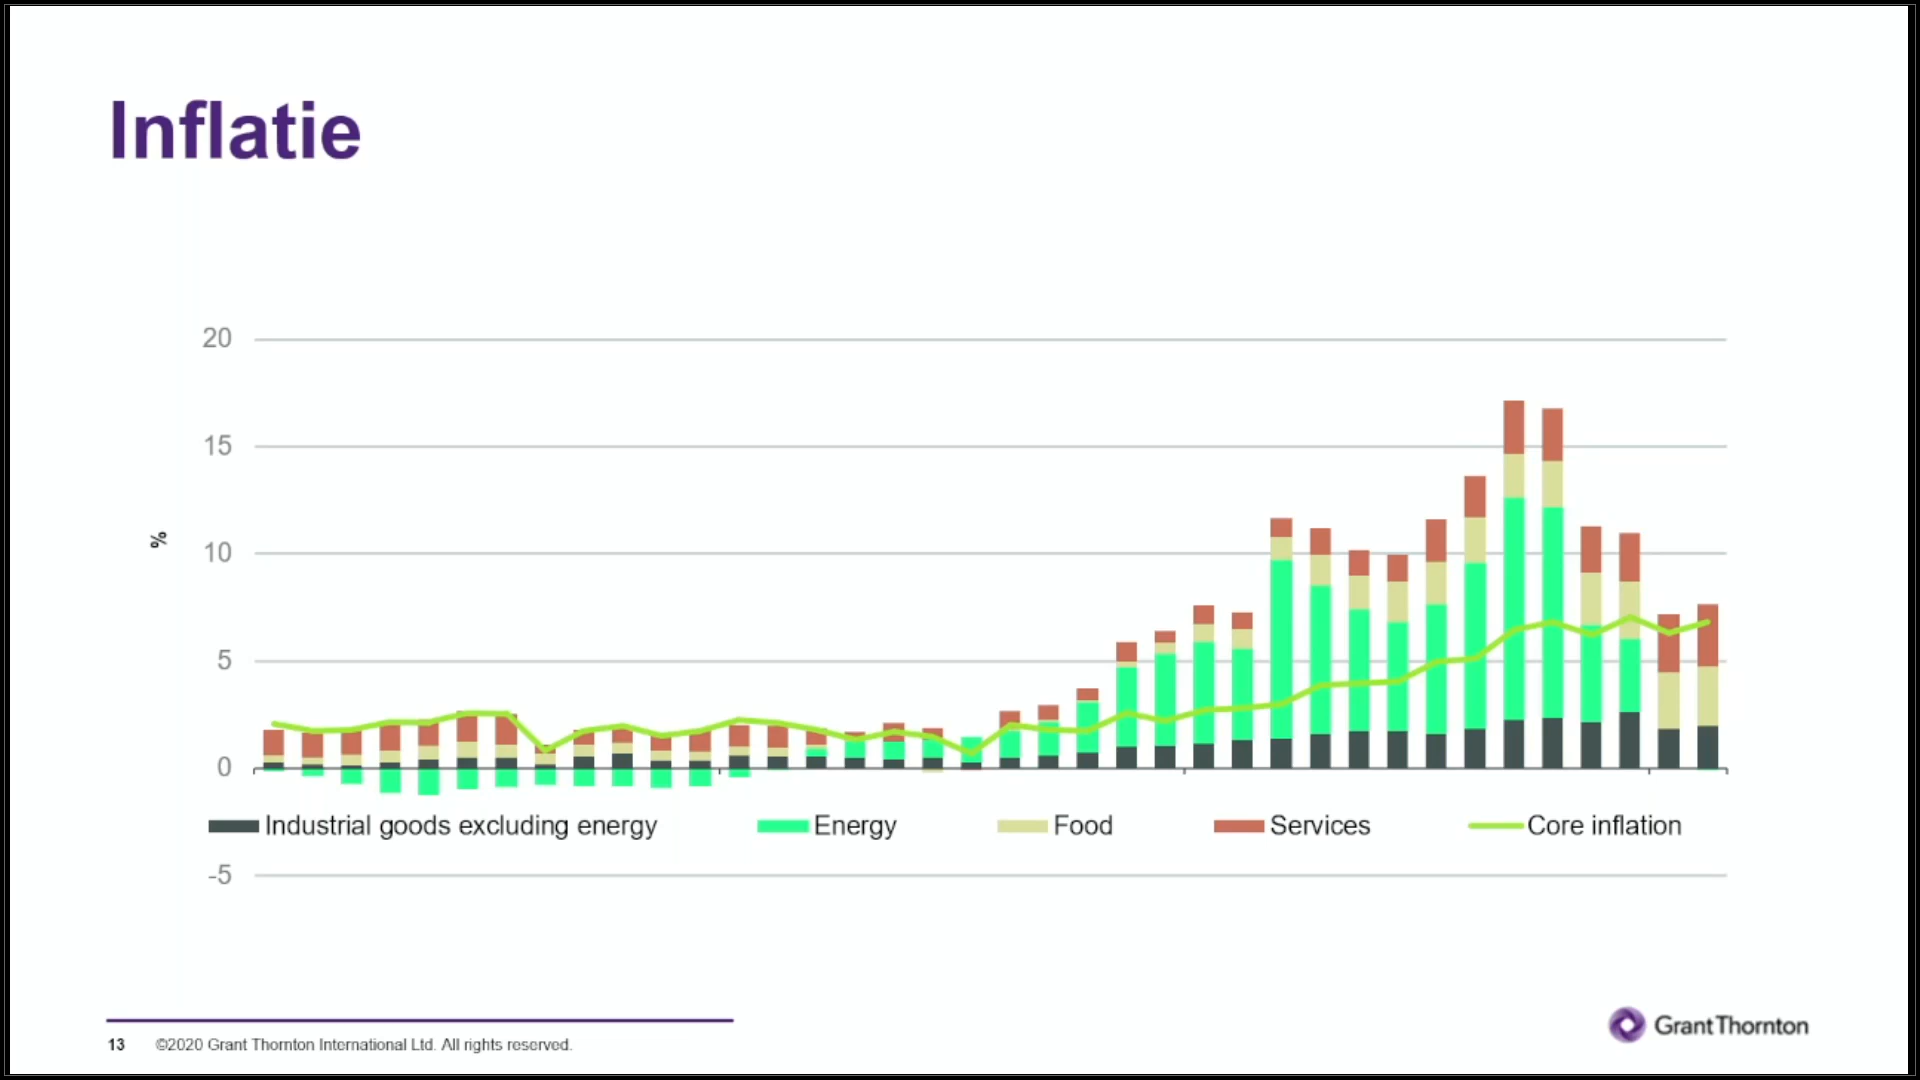 Inflatie
20
15
%
10
5
0
Industrial goods excluding energy Energy Food Services Core inflation
-5
13 ©2020 Grant Thornton International Ltd. All rights reserved.
Grant Thornton